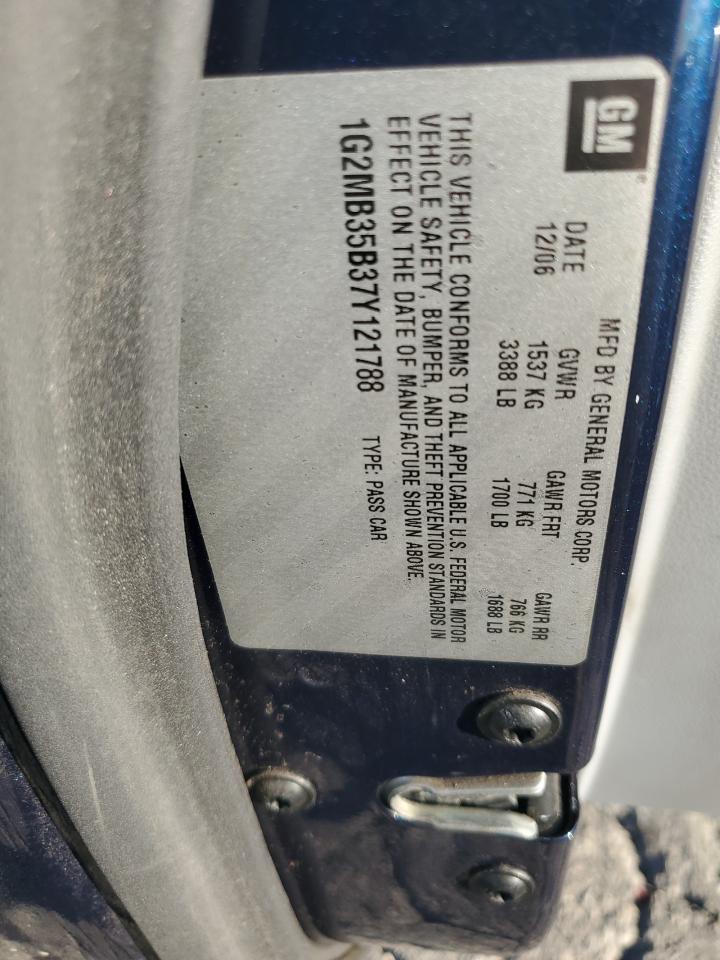 GM
MFD BY GENERAL MOTORS CORP.
DATE GVWR GAWR FRT GAWR RR
12/06 1537 KG 771 KG 766 KG
3388 LB 1700 LB 1688 LB
THIS VEHICLE CONFORMS TO ALL APPLICABLE U.S. FEDERAL MOTOR
VEHICLE SAFETY, BUMPER, AND THEFT PREVENTION STANDARDS IN
EFFECT ON THE DATE OF MANUFACTURE SHOWN ABOVE.
1G2MB35B37Y121788 TYPE: PASS CAR